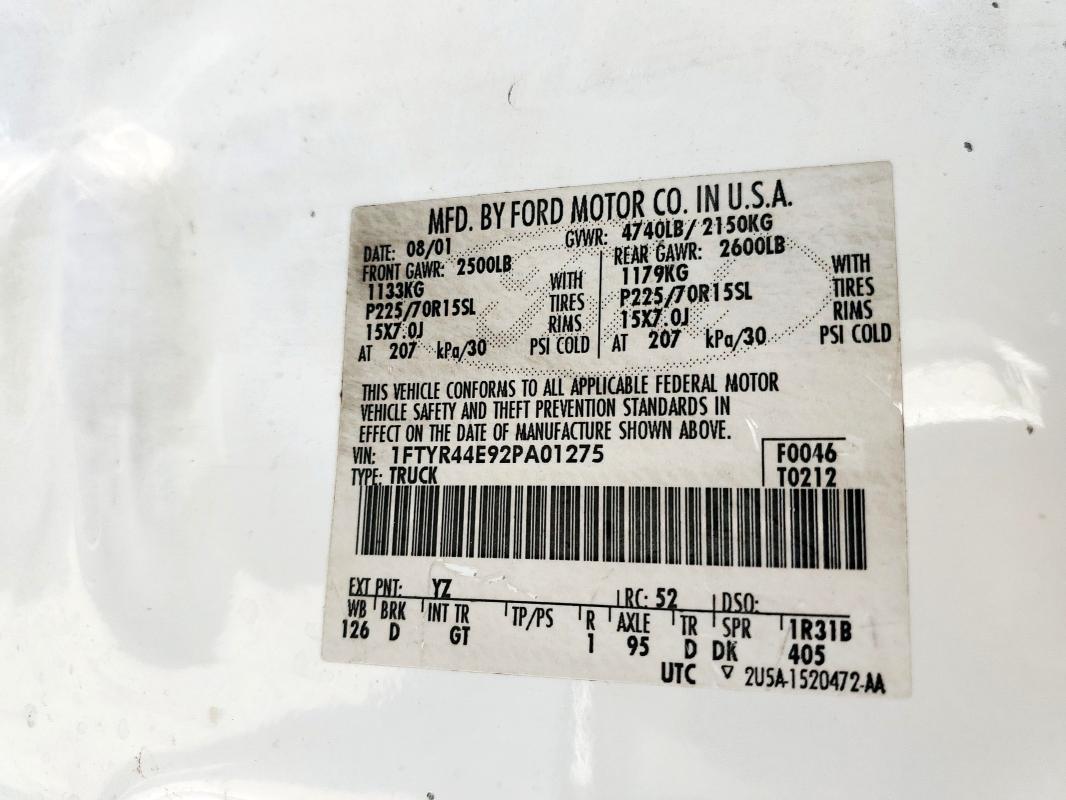 MFD. BY FORD MOTOR CO. IN U.S.A.
DATE: 08/01 GVWR: 4740LB/ 2150KG
FRONT GAWR: 2500LB REAR GAWR: 2600LB
1133KG WITH 1179KG WITH
P225/70R15SL TIRES P225/70R15SL TIRES
15X7.0J RIMS 15X7.0J RIMS
AT 207 kPa/30 PSI COLD AT 207 kPa/30 PSI COLD
THIS VEHICLE CONFORMS TO ALL APPLICABLE FEDERAL MOTOR
VEHICLE SAFETY AND THEFT PREVENTION STANDARDS IN
EFFECT ON THE DATE OF MANUFACTURE SHOWN ABOVE.
VIN: 1FTYR44E92PA01275 F0046
TYPE: TRUCK T0212
EXT PNT: YZ RC: 52 DSO:
WB BRK INT TR TP/PS R AXLE TR SPR 1R31B
126 D GT 1 95 D DK 405
UTC ▽ 2U5A-1520472-AA